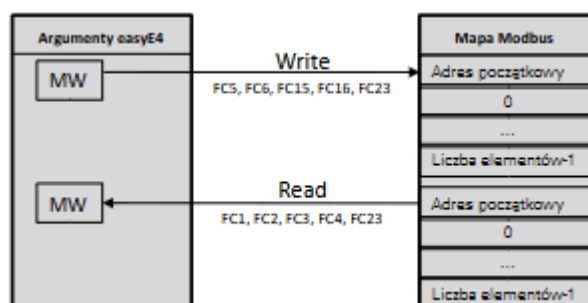 Argumenty easyE4
MW
Write
FC5, FC6, FC15, FC16, FC23
MW
Read
FC1, FC2, FC3, FC4, FC23
Mapa Modbus
Adres początkowy
0
...
Liczba elementów-1
Adres początkowy
0
...
Liczba elementów-1